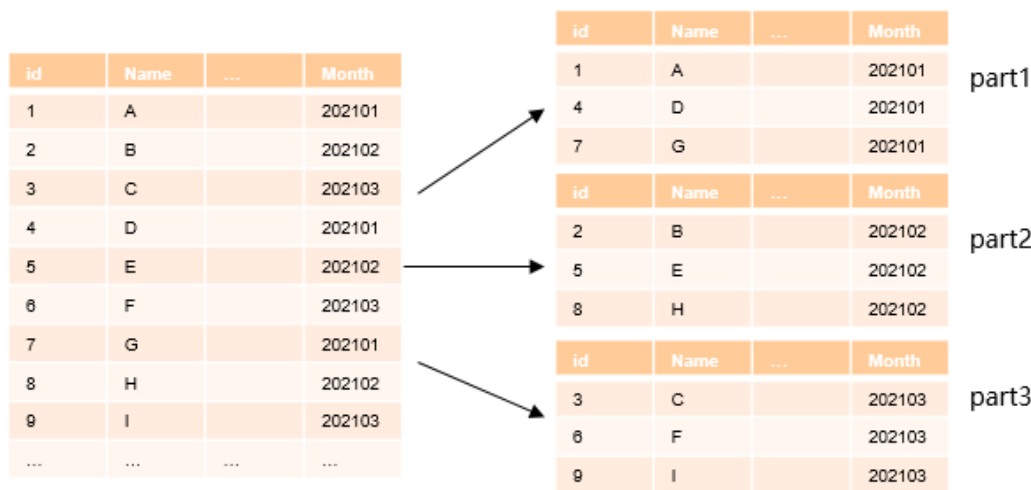 id Name ... Month
1 A 202101
2 B 202102
3 C 202103
4 D 202101
5 E 202102
6 F 202103
7 G 202101
8 H 202102
9 I 202103
... ... ... ...
id Name ... Month
1 A 202101
4 D 202101
7 G 202101
part1
id Name ... Month
2 B 202102
5 E 202102
8 H 202102
part2
id Name ... Month
3 C 202103
6 F 202103
9 I 202103
part3